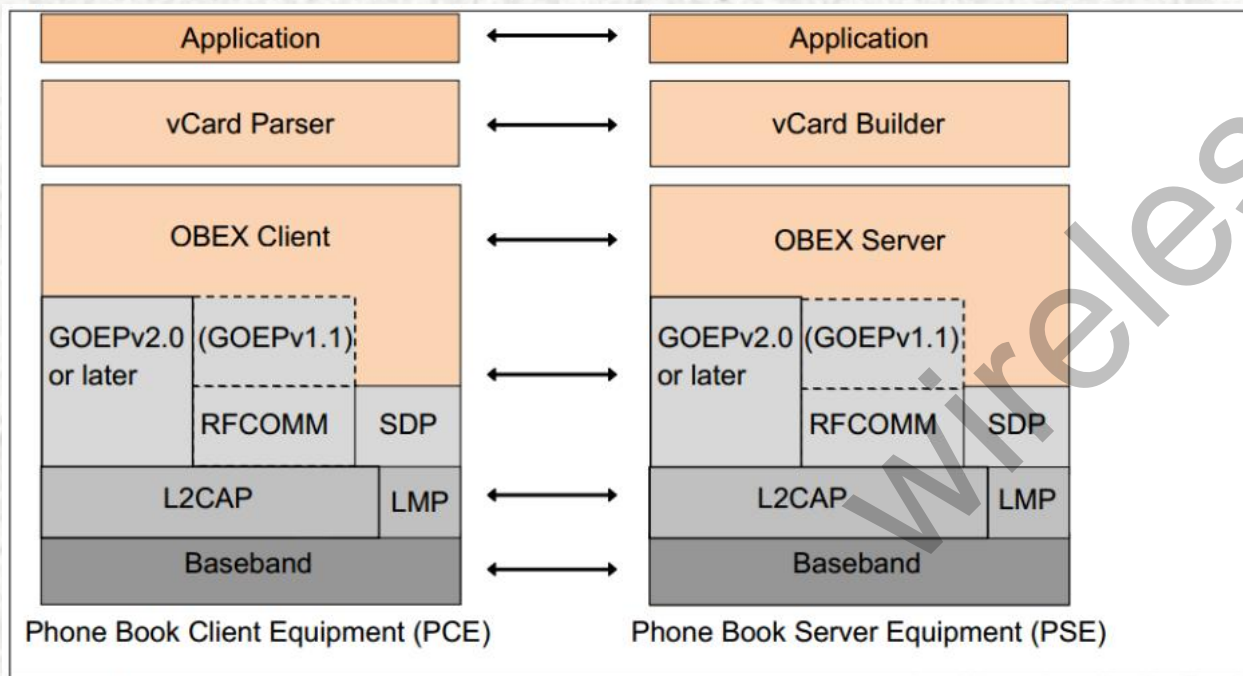 Application
Application
vCard Parser
vCard Builder
OBEX Client
OBEX Server
GOEPv2.0
or later
(GOEPv1.1)
RFCOMM
SDP
GOEPv2.0
or later
(GOEPv1.1)
RFCOMM
SDP
L2CAP
LMP
L2CAP
LMP
Baseband
Baseband
Phone Book Client Equipment (PCE)
Phone Book Server Equipment (PSE)